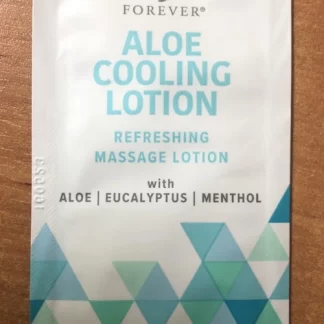 FOREVER®
ALOE
COOLING
LOTION
REFRESHING
MASSAGE LOTION
with
ALOE | EUCALYPTUS | MENTHOL